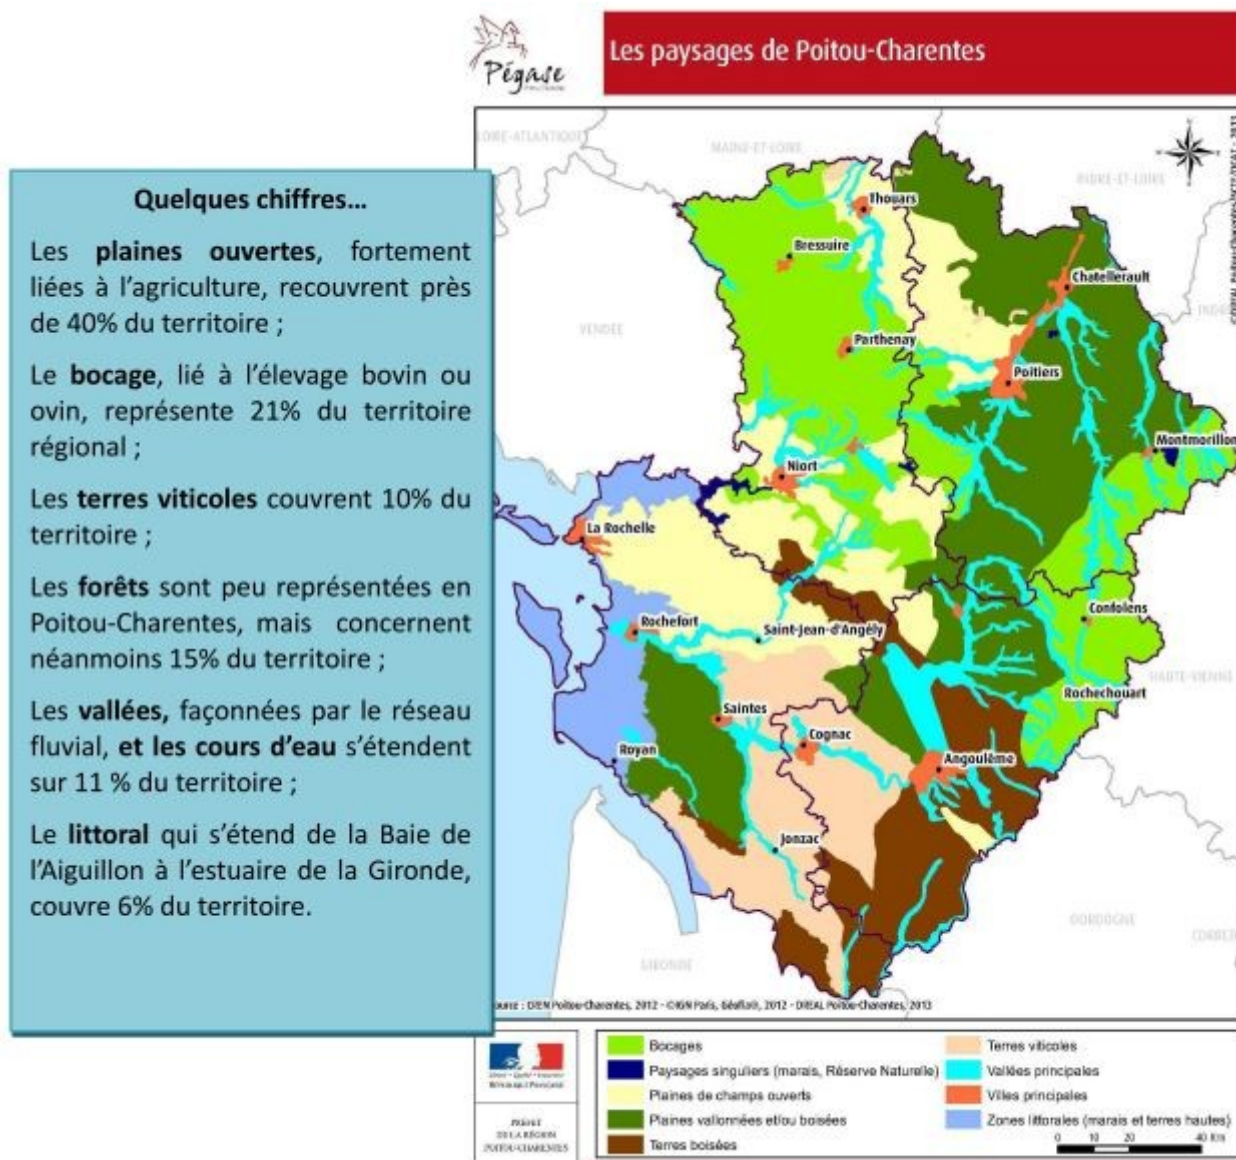 Pégase
Les paysages de Poitou-Charentes
Quelques chiffres...
Les plaines ouvertes, fortement
liées à l'agriculture, recouvrent près
de 40% du territoire ;
Le bocage, lié à l'élevage bovin ou
ovin, représente 21% du territoire
régional ;
Les terres viticoles couvrent 10% du
territoire ;
Les forêts sont peu représentées en
Poitou-Charentes, mais concernent
néanmoins 15% du territoire ;
Les vallées, façonnées par le réseau
fluvial, et les cours d'eau s'étendent
sur 11 % du territoire ;
Le littoral qui s'étend de la Baie de
l'Aiguillon à l'estuaire de la Gironde,
couvre 6% du territoire.
LOIRE-ATLANTIQUE
MAINE-ET-LOIRE
INDRE-ET-LOIRE
Thouars
Bressuire
Chatellerault
VENDÉE
Parthenay
Poitiers
Montmorillon
Niort
La Rochelle
Confolens
Rochefort
Saint-Jean-d'Angély
HAUTE-VIENNE
Rochechouart
Saintes
Cognac
Royan
Angoulême
Jonzac
DORDOGNE
GIRONDE
Poitou-Charentes, 2012 - ©IGN Paris, Géofla®, 2012 - DREAL Poitou-Charentes, 2013
RÉPUBLIQUE FRANÇAISE
PRÉFET
DE LA RÉGION
POITOU-CHARENTES
Bocages
Paysages singuliers (marais, Réserve Naturelle)
Plaines de champs ouverts
Plaines vallonnées et/ou boisées
Terres boisées
Terres viticoles
Vallées principales
Villes principales
Zones littorales (marais et terres hautes)
0 10 20 40 Km